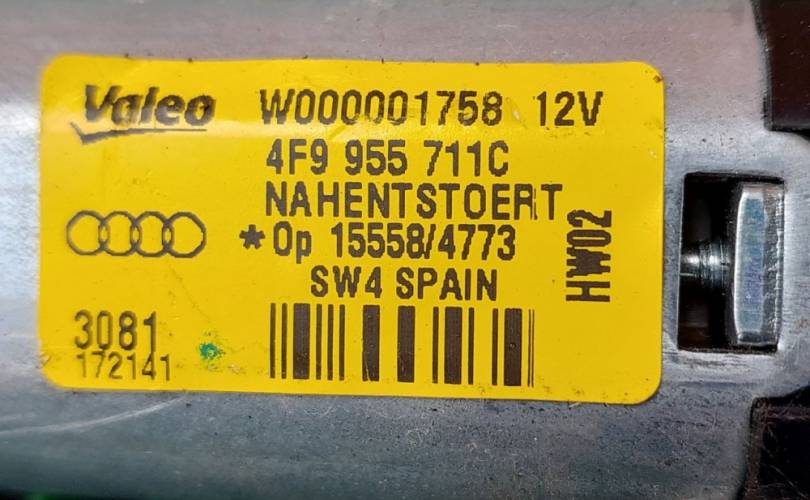 Valeo W000001758 12V
4F9 955 711C
NAHENTSTOERT
*Op 15558/4773
SW4 SPAIN
HW02
3081
172141